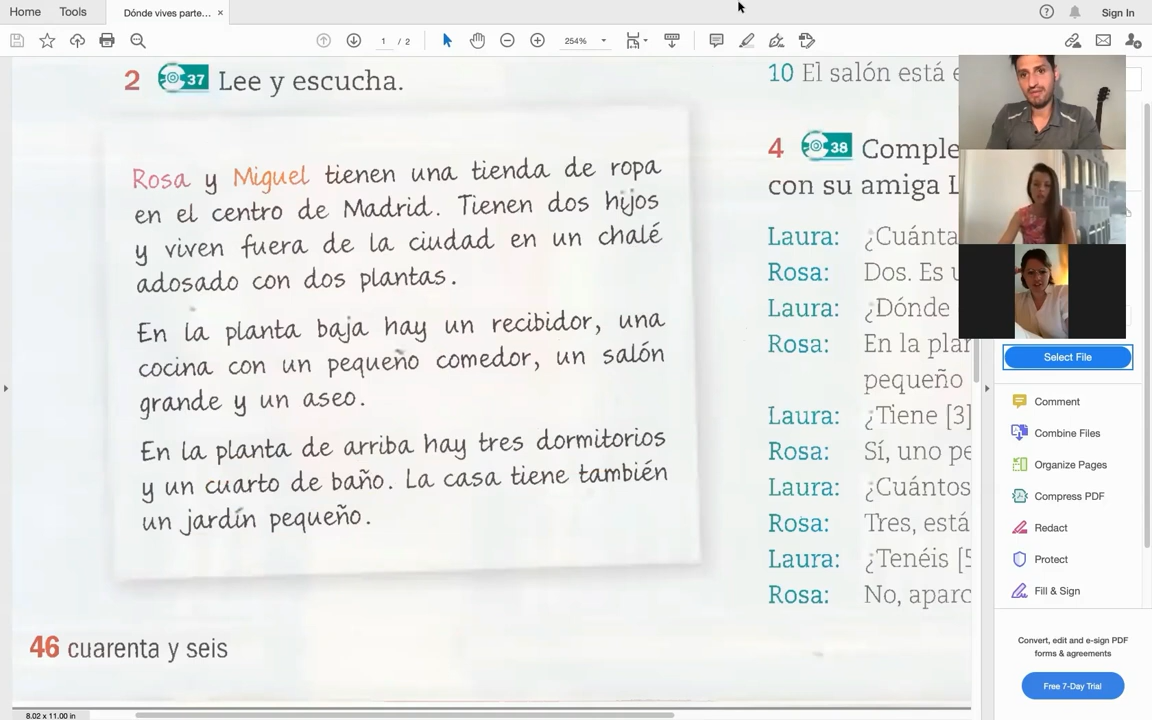 Home Tools Dónde vives parte... × Sign In
1 / 2 254%
2 37 Lee y escucha.
Rosa y Miguel tienen una tienda de ropa
en el centro de Madrid. Tienen dos hijos
y viven fuera de la ciudad en un chalé
adosado con dos plantas.
En la planta baja hay un recibidor, una
cocina con un pequeño comedor, un salón
grande y un aseo.
En la planta de arriba hay tres dormitorios
y un cuarto de baño. La casa tiene también
un jardín pequeño.
46 cuarenta y seis
10 El salón está
4 38 Comple
con su amiga L
Laura: ¿Cuánta
Rosa: Dos. Es
Laura: ¿Dónde
Rosa: En la plan
pequeño
Laura: ¿Tiene [3]
Rosa: Sí, uno pe
Laura: ¿Cuántos
Rosa: Tres, está
Laura: ¿Tenéis [5
Rosa: No, aparc
Select File
Comment
Combine Files
Organize Pages
Compress PDF
Redact
Protect
Fill & Sign
Convert, edit and e-sign PDF
forms & agreements
Free 7-Day Trial
8.02 x 11.00 in